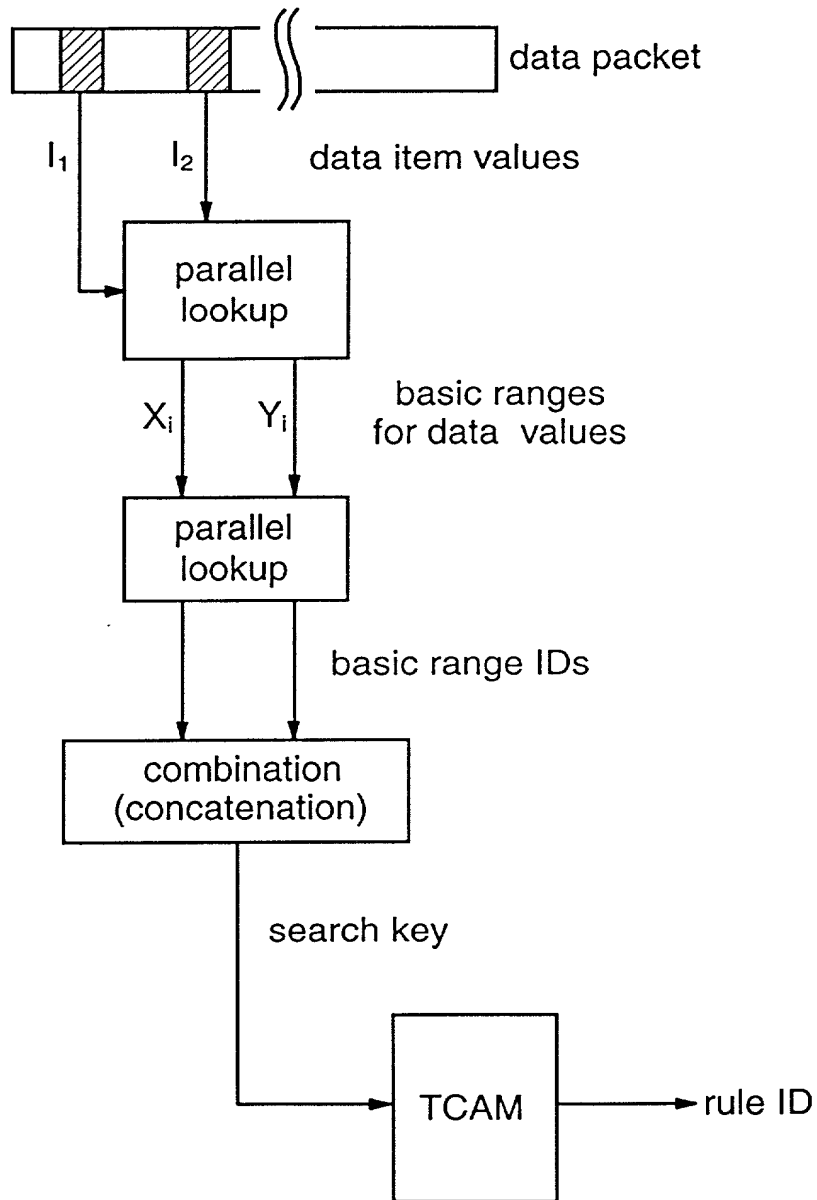 data packet
I1
I2
data item values
parallel
lookup
Xi
Yi
basic ranges
for data values
parallel
lookup
basic range IDs
combination
(concatenation)
search key
TCAM
rule ID